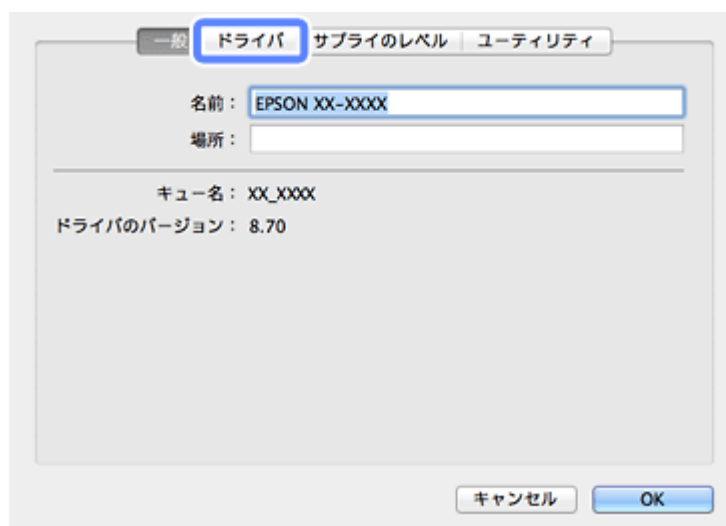 一般 ドライバ サプライのレベル ユーティリティ
名前： EPSON XX-XXXX
場所：
キュー名： XX_XXXX
ドライバのバージョン： 8.70
キャンセル OK